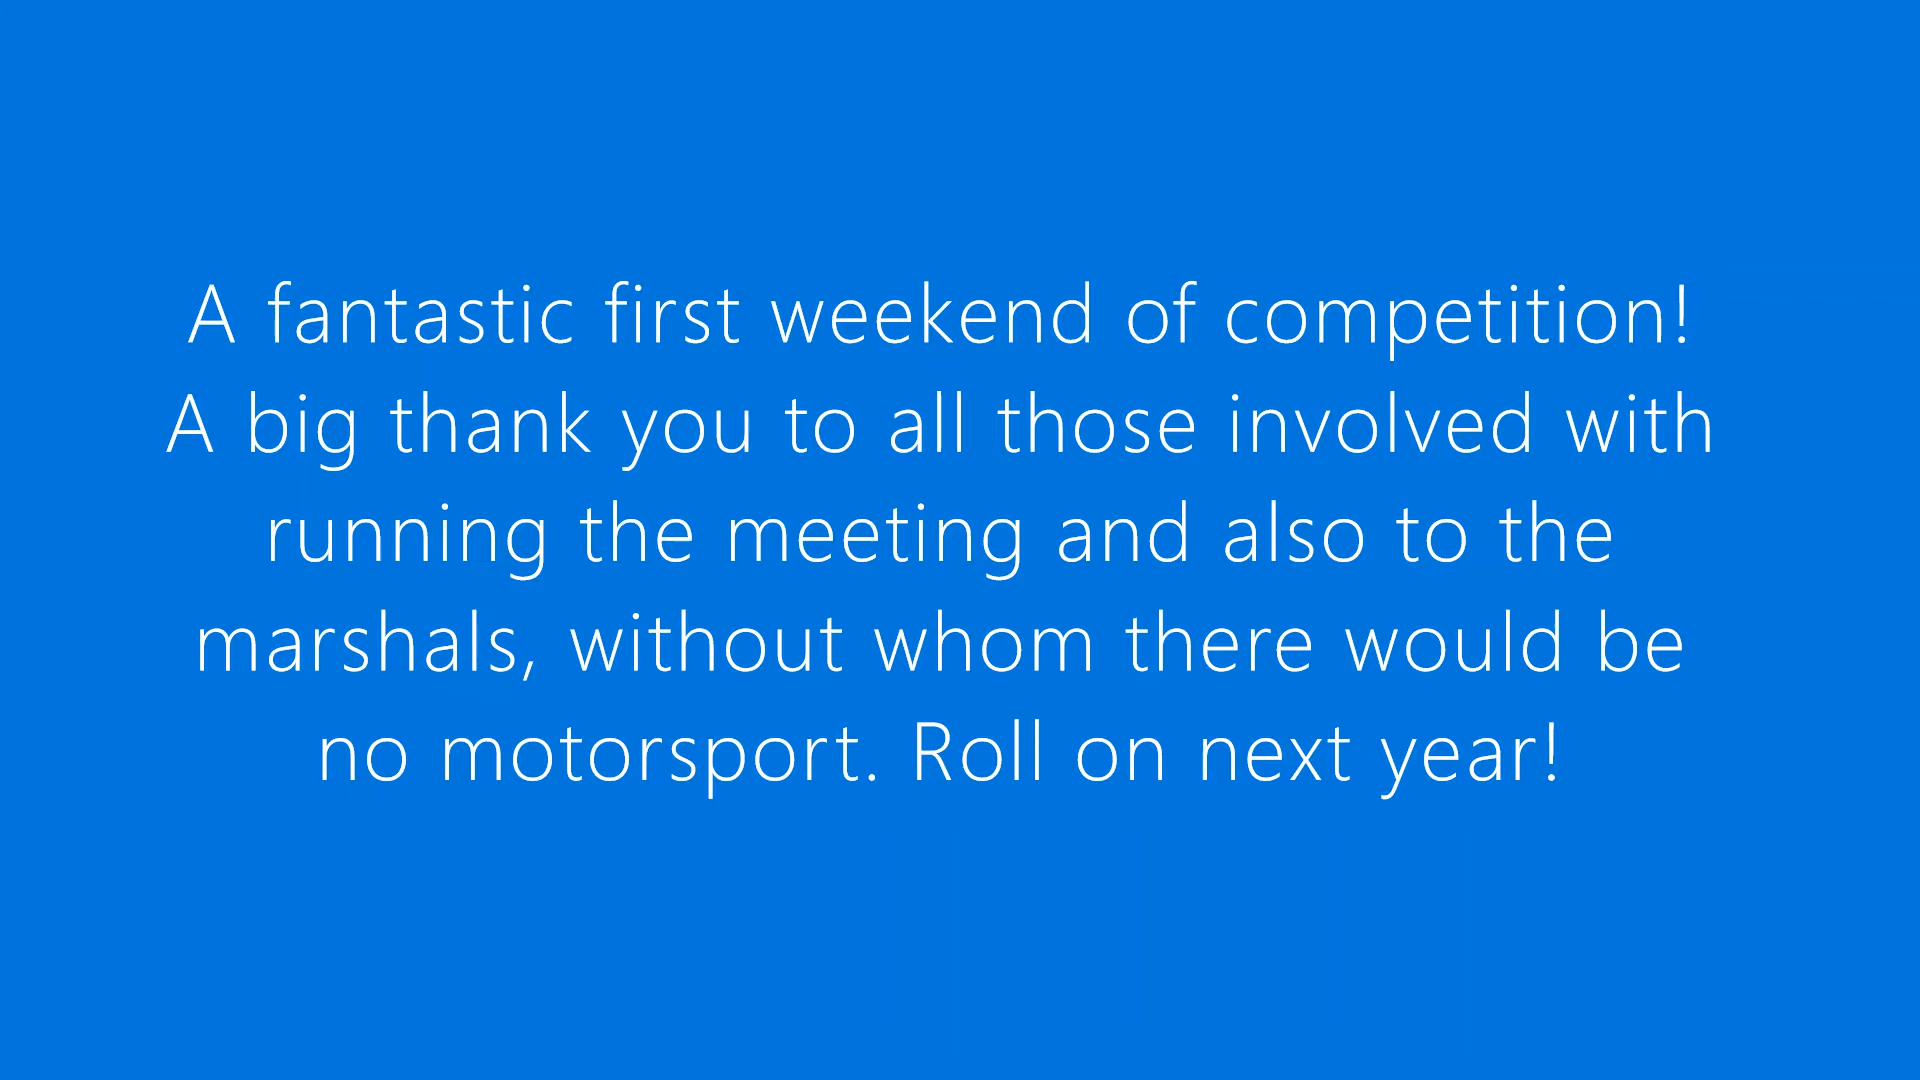 A fantastic first weekend of competition!
A big thank you to all those involved with
running the meeting and also to the
marshals, without whom there would be
no motorsport. Roll on next year!